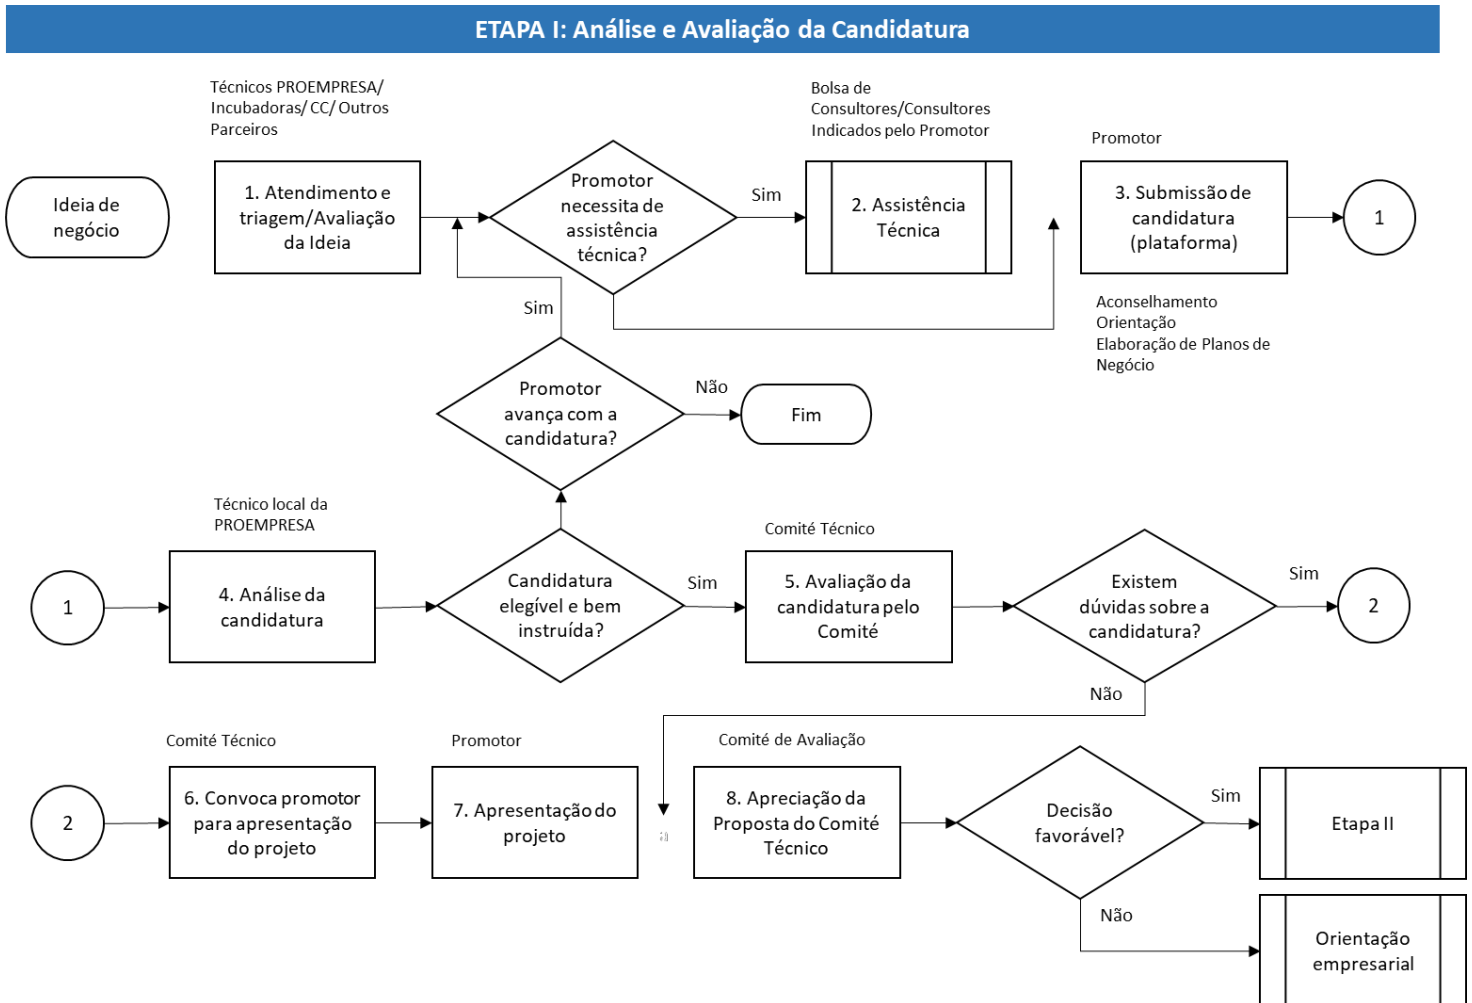 ETAPA I: Análise e Avaliação da Candidatura
Técnicos PROEMPRESA/
Incubadoras/ CC/ Outros
Parceiros
Bolsa de
Consultores/Consultores
Indicados pelo Promotor
Promotor
Ideia de
negócio
1. Atendimento e
triagem/Avaliação
da Ideia
Promotor
necessita de
assistência
técnica?
Sim
2. Assistência
Técnica
3. Submissão de
candidatura
(plataforma)
1
Sim
Aconselhamento
Orientação
Elaboração de Planos de
Negócio
Promotor
avança com a
candidatura?
Não
Fim
Técnico local da
PROEMPRESA
Comité Técnico
1
4. Análise da
candidatura
Candidatura
elegível e bem
instruída?
Sim
5. Avaliação da
candidatura pelo
Comité
Existem
dúvidas sobre a
candidatura?
Sim
2
Não
Comité Técnico
Promotor
Comité de Avaliação
2
6. Convoca promotor
para apresentação
do projeto
7. Apresentação do
projeto
8. Apreciação da
Proposta do Comité
Técnico
Decisão
favorável?
Sim
Etapa II
Não
Orientação
empresarial